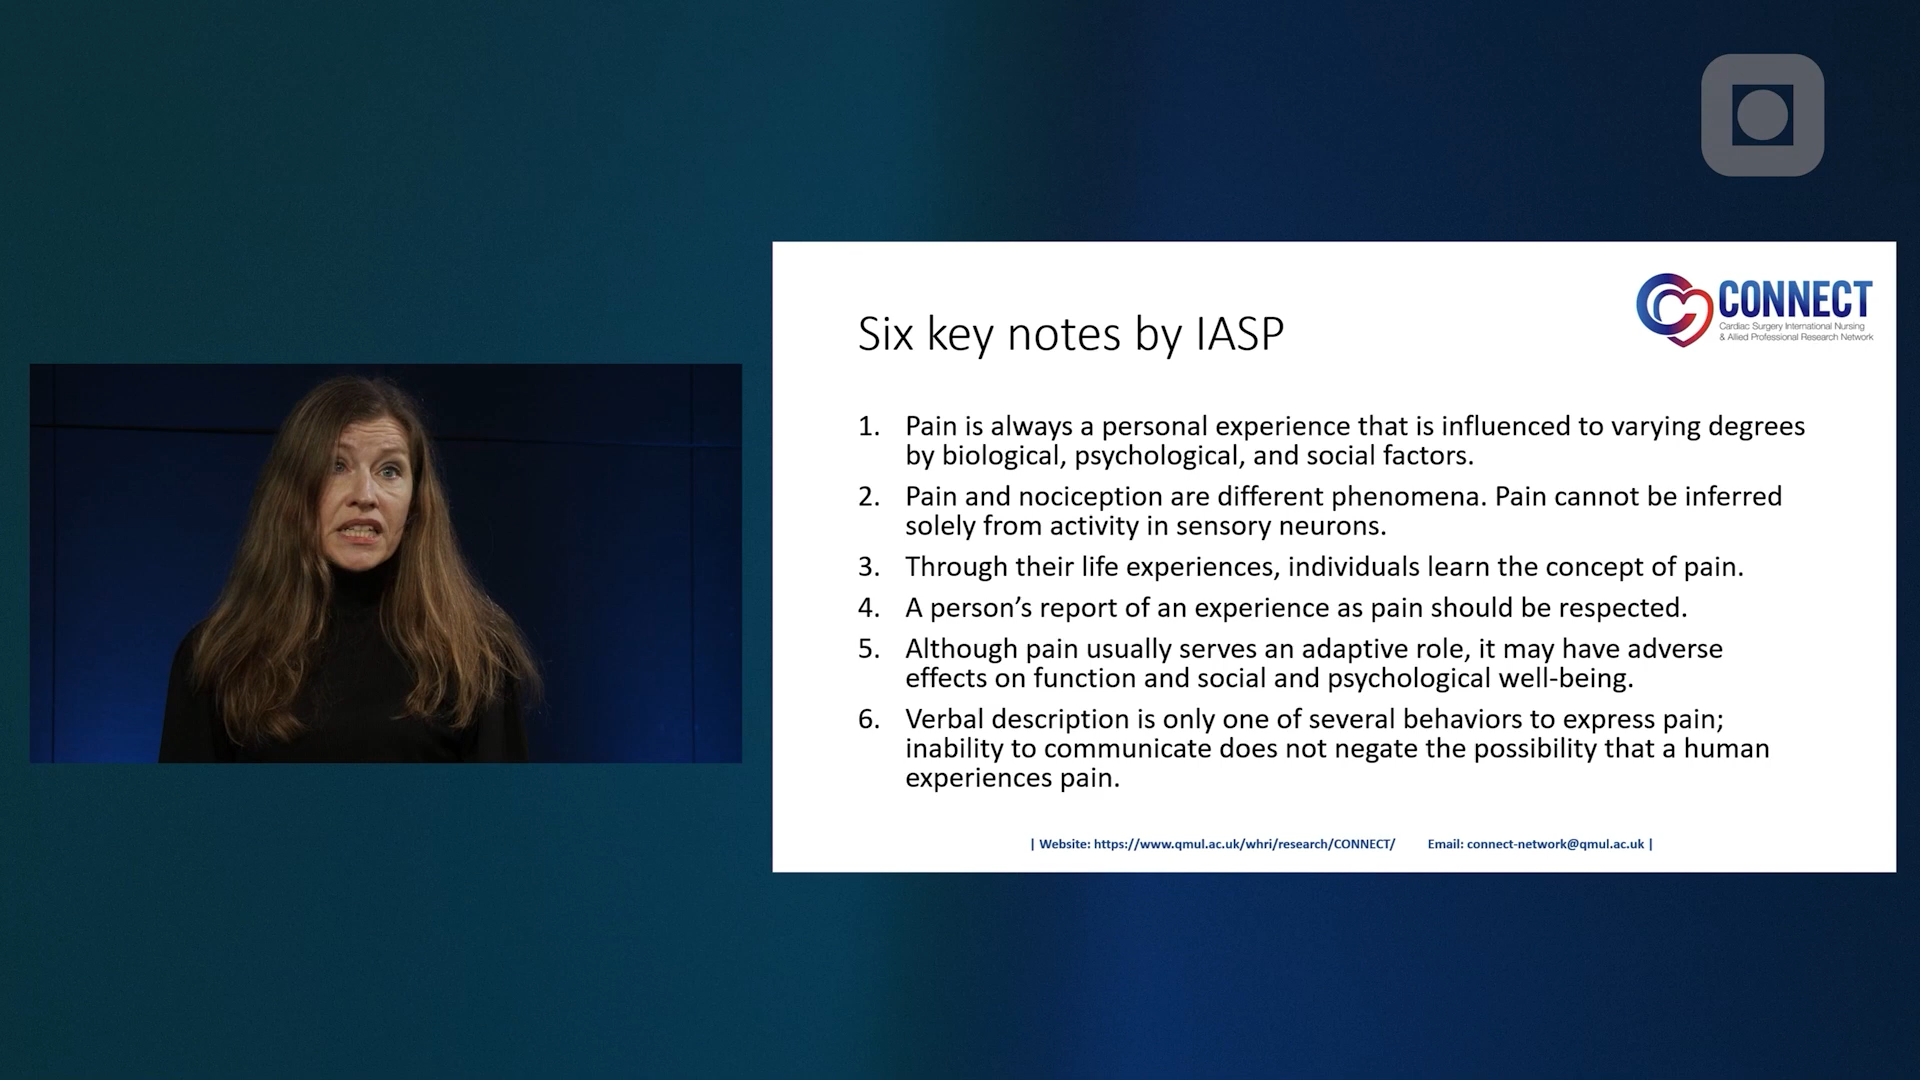 CONNECT
Cardiac Surgery International Nursing
& Allied Professional Research Network
Six key notes by IASP
1. Pain is always a personal experience that is influenced to varying degrees
by biological, psychological, and social factors.
2. Pain and nociception are different phenomena. Pain cannot be inferred
solely from activity in sensory neurons.
3. Through their life experiences, individuals learn the concept of pain.
4. A person’s report of an experience as pain should be respected.
5. Although pain usually serves an adaptive role, it may have adverse
effects on function and social and psychological well-being.
6. Verbal description is only one of several behaviors to express pain;
inability to communicate does not negate the possibility that a human
experiences pain.
| Website: https://www.qmul.ac.uk/whri/research/CONNECT/ Email: connect-network@qmul.ac.uk |